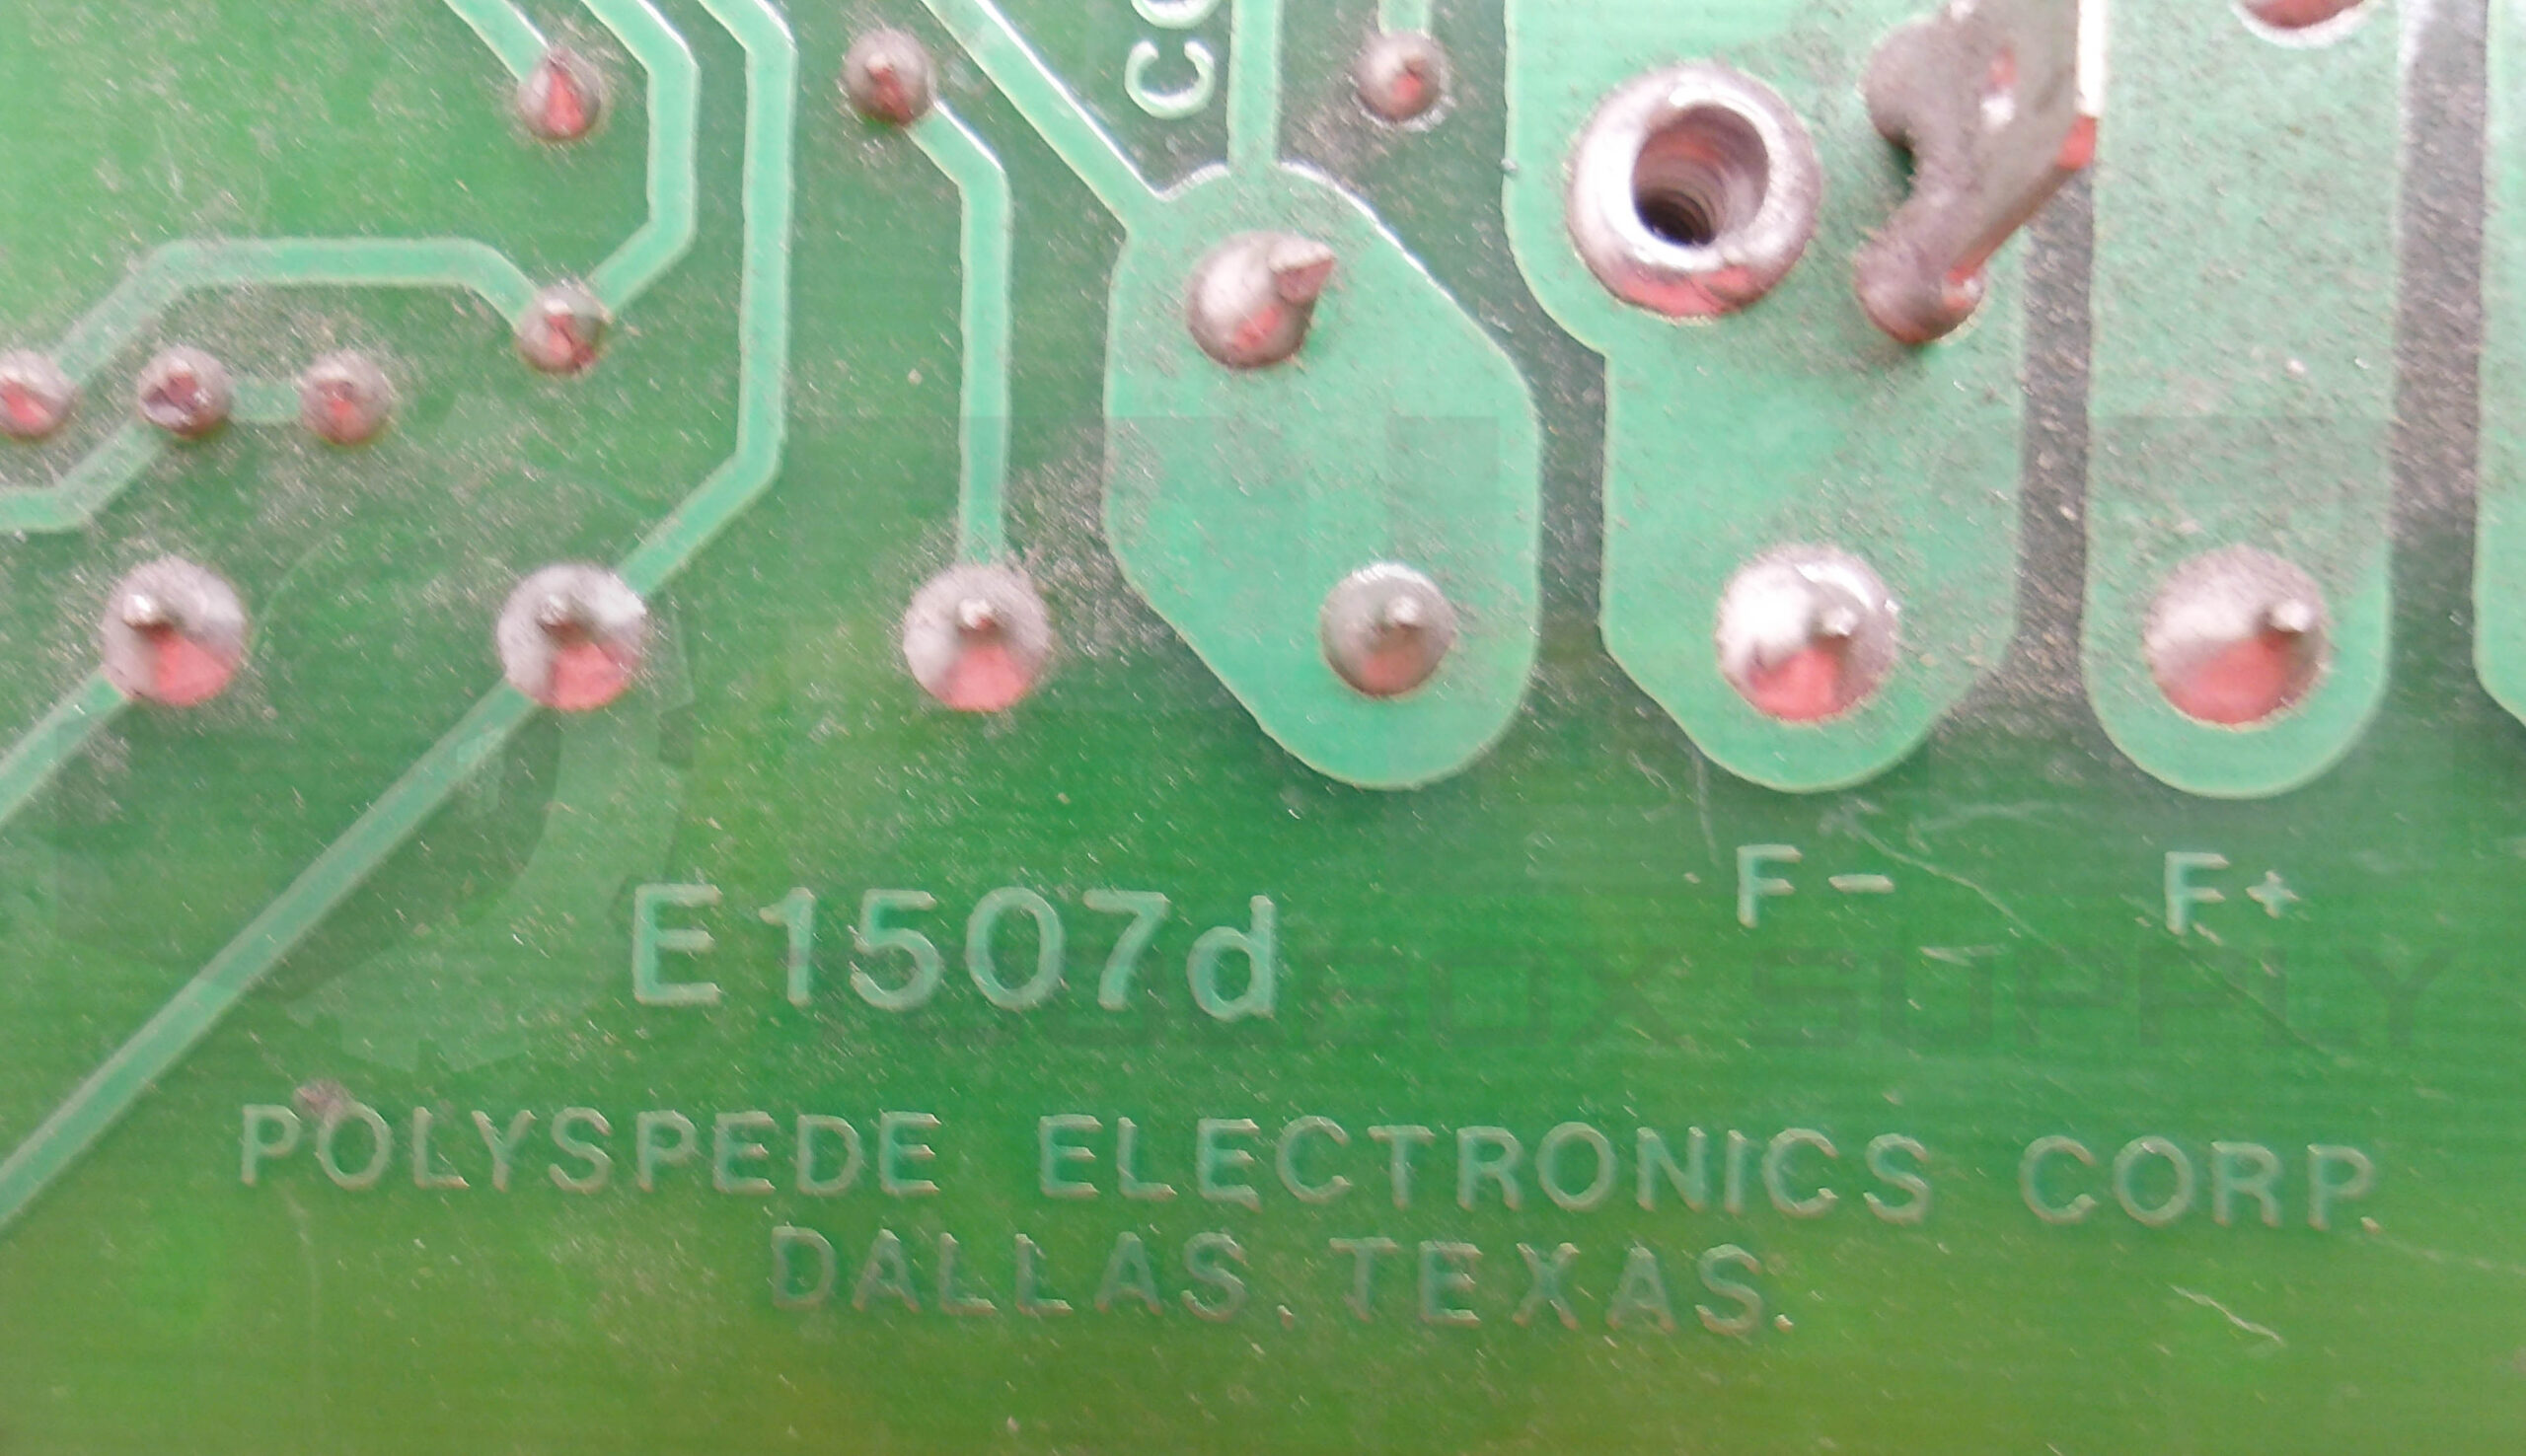 F- F+
E1507d
POLYSPEDE ELECTRONICS CORP.
DALLAS, TEXAS.